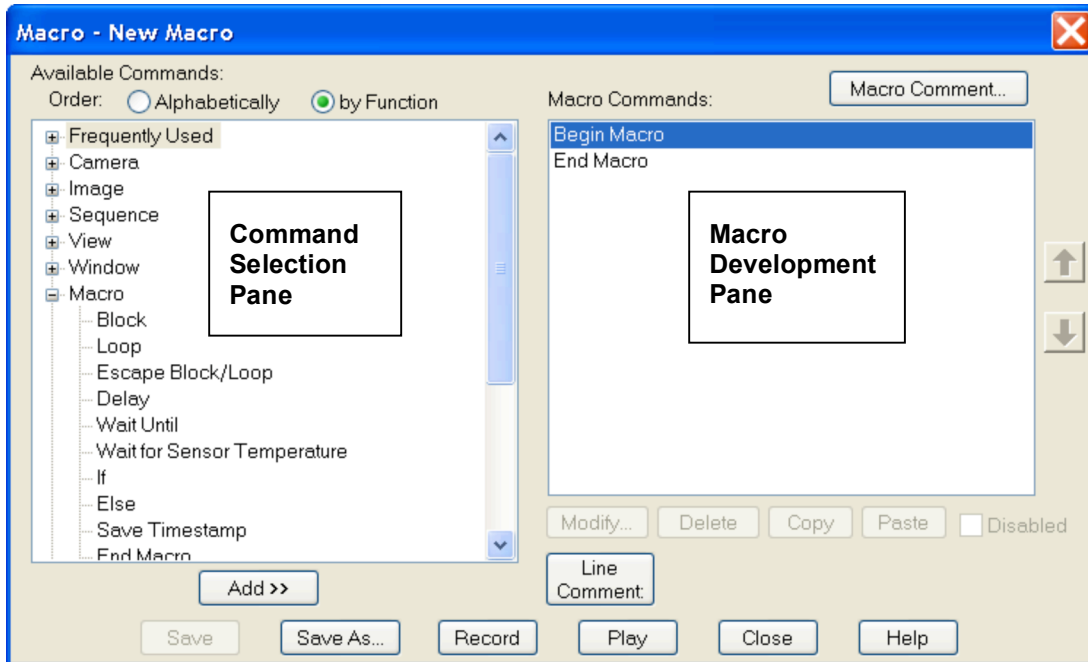 Macro - New Macro
Available Commands:
Order: Alphabetically by Function
Macro Commands:
Macro Comment...
Frequently Used
Camera
Image
Sequence
View
Window
Macro
Block
Loop
Escape Block/Loop
Delay
Wait Until
Wait for Sensor Temperature
If
Else
Save Timestamp
End Macro
Command
Selection
Pane
Begin Macro
End Macro
Macro
Development
Pane
Modify... Delete Copy Paste Disabled
Add >>
Line
Comment:
Save Save As... Record Play Close Help